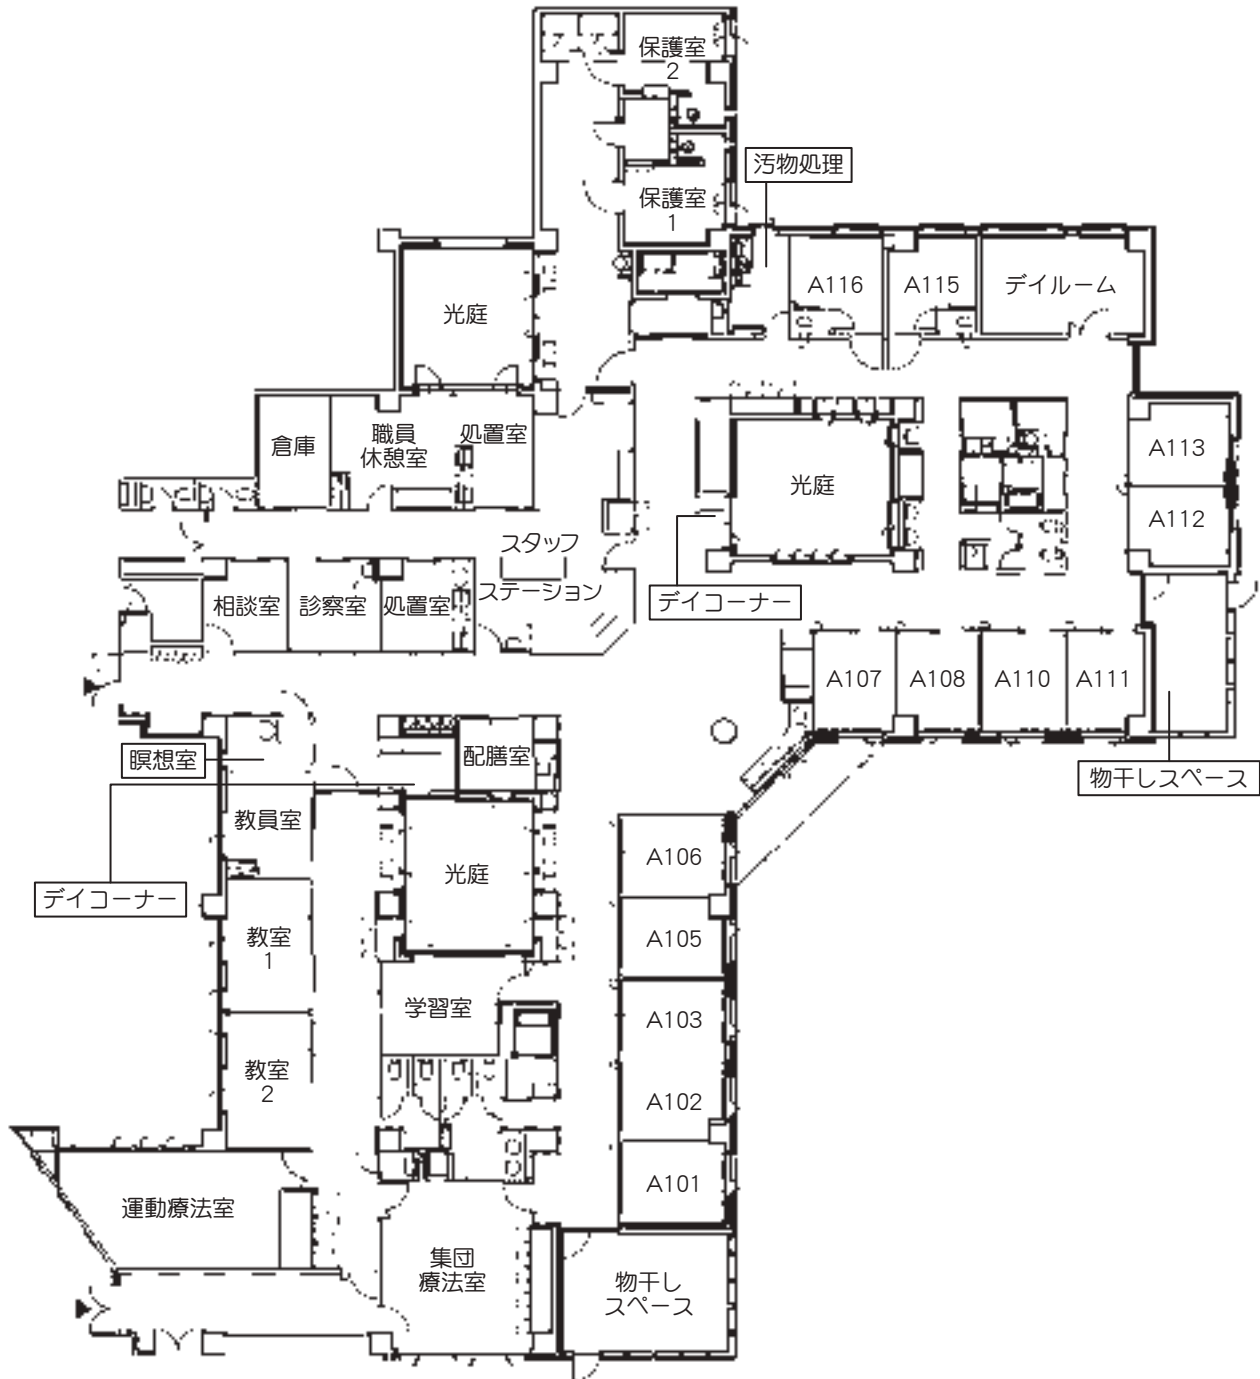 保護室
2
汚物処理
保護室
1
A116
A115
デイルーム
光庭
倉庫
職員
休憩室
処置室
光庭
A113
A112
スタッフ
ステーション
デイコーナー
相談室
診察室
処置室
A107
A108
A110
A111
瞑想室
配膳室
物干しスペース
教員室
デイコーナー
光庭
A106
教室
1
A105
学習室
A103
教室
2
A102
A101
運動療法室
集団
療法室
物干し
スペース